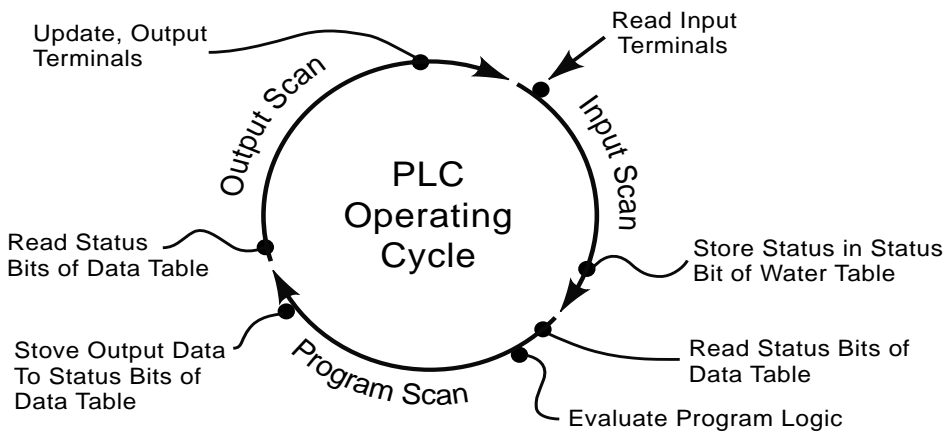 Update, Output
Terminals
Read Input
Terminals
Output Scan
Input Scan
PLC
Operating
Cycle
Read Status
Bits of Data Table
Store Status in Status
Bit of Water Table
Stove Output Data
To Status Bits of
Data Table
Program Scan
Read Status Bits of
Data Table
Evaluate Program Logic